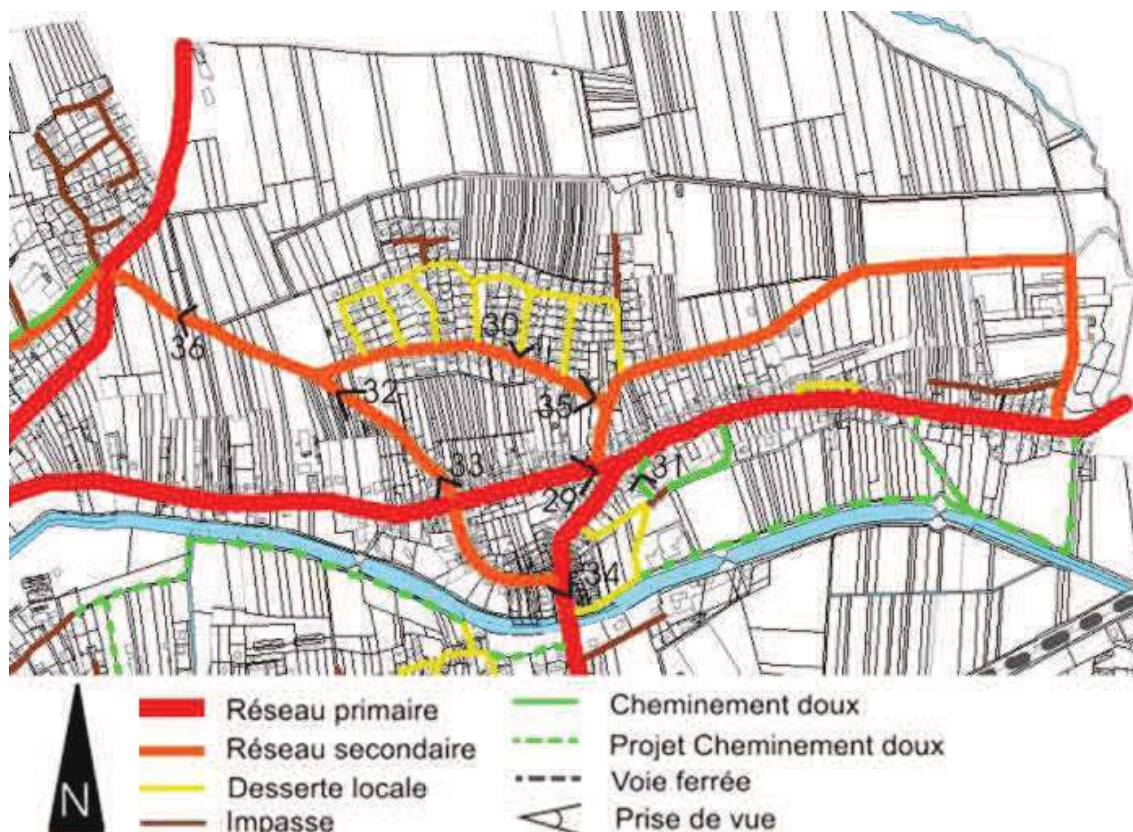 30
36
32
35
33
29
37
34
N
Réseau primaire
Réseau secondaire
Desserte locale
Impasse
Cheminement doux
Projet Cheminement doux
Voie ferrée
Prise de vue